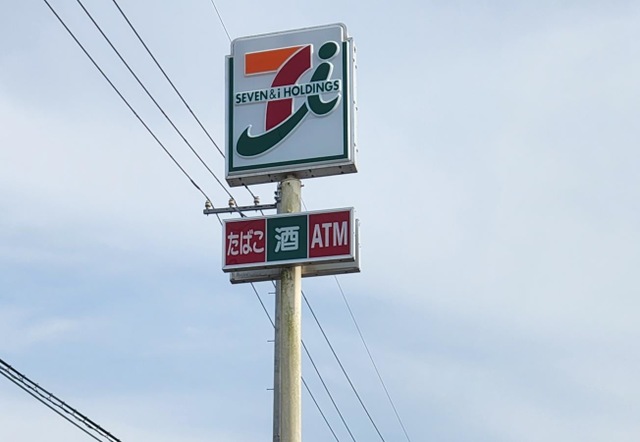 7i
SEVEN & i HOLDINGS
たばこ 酒 ATM